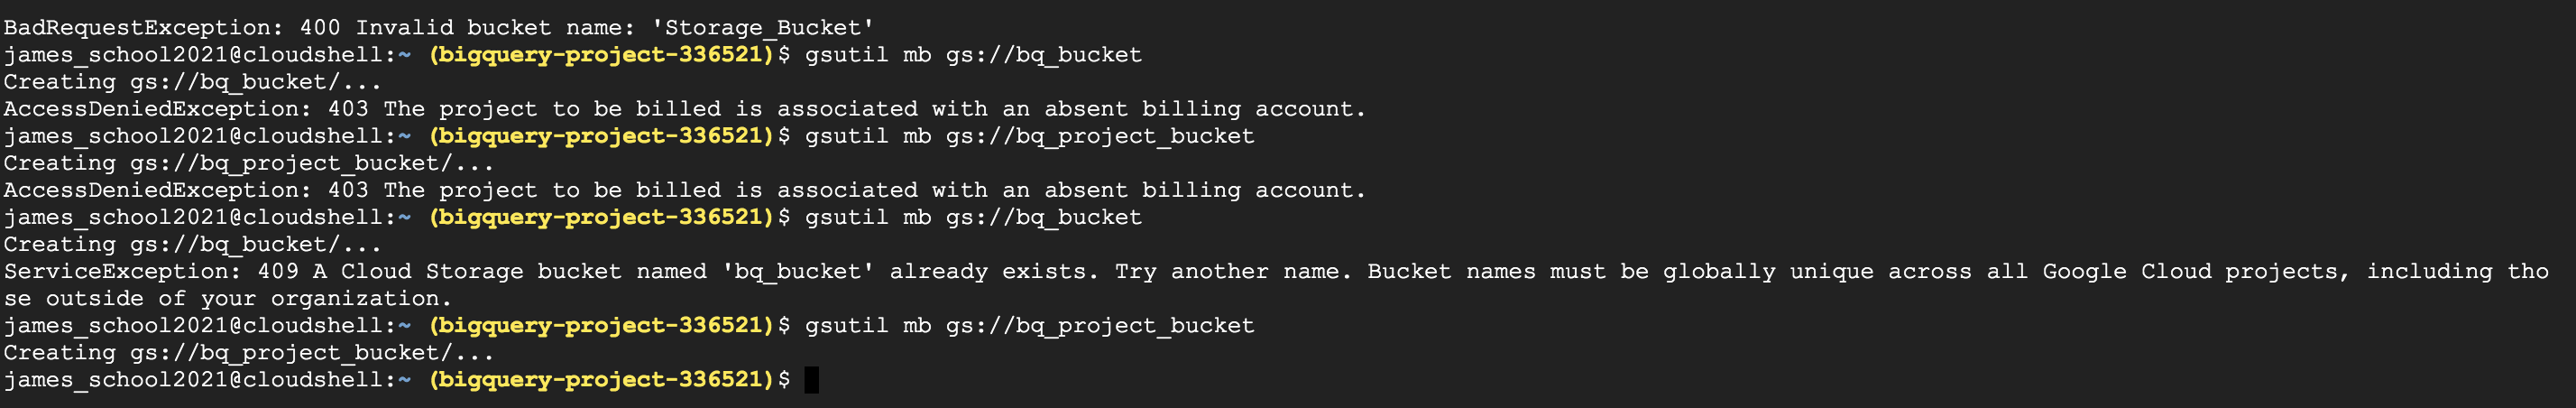 BadRequestException: 400 Invalid bucket name: 'Storage_Bucket'
james_school2021@cloudshell:~ (bigquery-project-336521)$ gsutil mb gs://bq_bucket
Creating gs://bq_bucket/...
AccessDeniedException: 403 The project to be billed is associated with an absent billing account.
james_school2021@cloudshell:~ (bigquery-project-336521)$ gsutil mb gs://bq_project_bucket
Creating gs://bq_project_bucket/...
AccessDeniedException: 403 The project to be billed is associated with an absent billing account.
james_school2021@cloudshell:~ (bigquery-project-336521)$ gsutil mb gs://bq_bucket
Creating gs://bq_bucket/...
ServiceException: 409 A Cloud Storage bucket named 'bq_bucket' already exists. Try another name. Bucket names must be globally unique across all Google Cloud projects, including tho
se outside of your organization.
james_school2021@cloudshell:~ (bigquery-project-336521)$ gsutil mb gs://bq_project_bucket
Creating gs://bq_project_bucket/...
james_school2021@cloudshell:~ (bigquery-project-336521)$